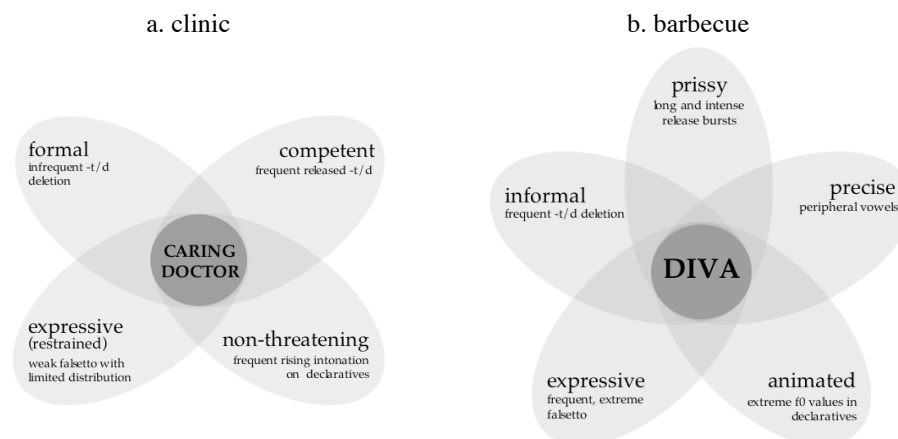 a. clinic
b. barbecue
formal
infrequent -t/d
deletion
competent
frequent released -t/d
CARING
DOCTOR
expressive
(restrained)
weak falsetto with
limited distribution
non-threatening
frequent rising intonation
on declaratives
prissy
long and intense
release bursts
informal
frequent -t/d deletion
precise
peripheral vowels
DIVA
expressive
frequent, extreme
falsetto
animated
extreme f0 values in
declaratives